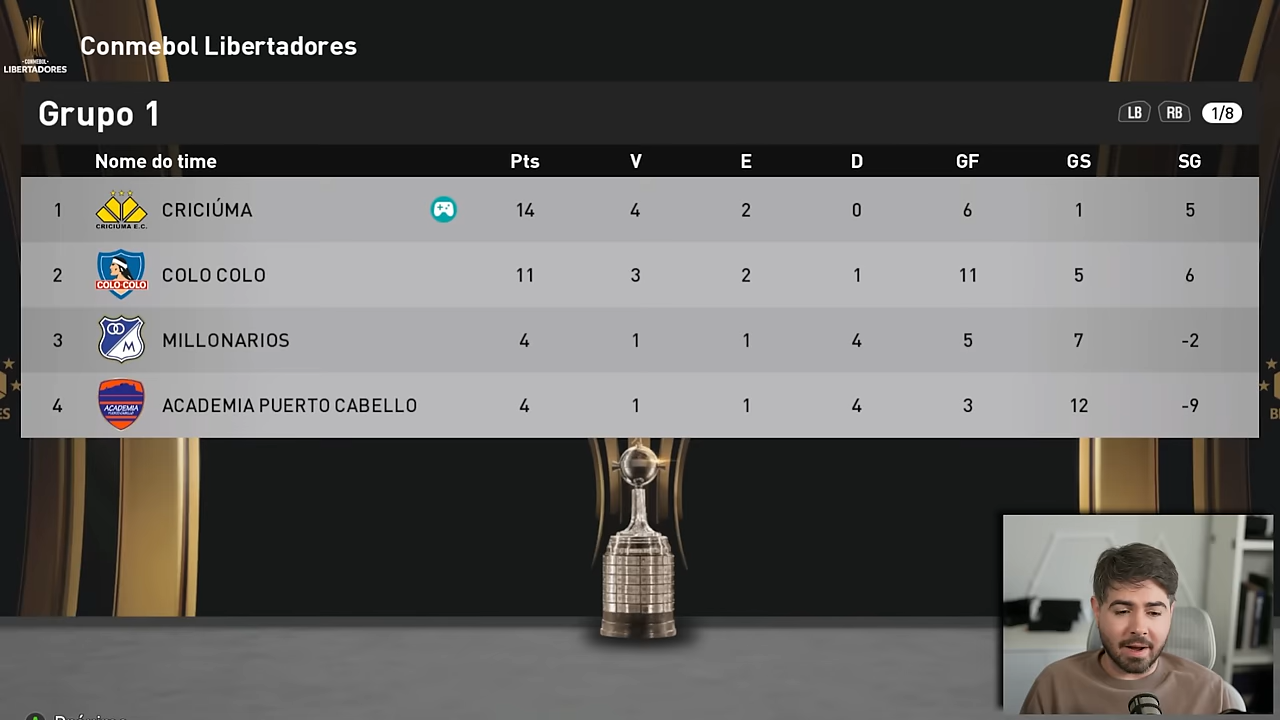 Conmebol Libertadores
CONMEBOL
LIBERTADORES
Grupo 1
LB RB 1/8
Nome do time Pts V E D GF GS SG
1 CRICIÚMA E.C. CRICIÚMA 14 4 2 0 6 1 5
2 COLO COLO COLO COLO 11 3 2 1 11 5 6
3 M MILLONARIOS 4 1 1 4 5 7 -2
4 ACADEMIA PUERTO CABELLO ACADEMIA PUERTO CABELLO 4 1 1 4 3 12 -9